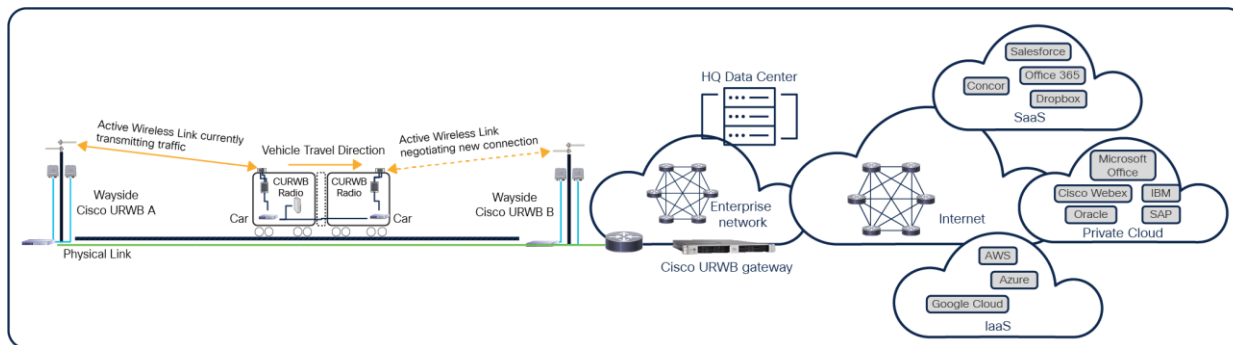 Active Wireless Link currently
transmitting traffic
Vehicle Travel Direction
Active Wireless Link
negotiating new connection
Wayside
Cisco URWB A
CURWB
Radio
CURWB
Radio
Car
Car
Wayside
Cisco URWB B
Physical Link
HQ Data Center
Enterprise
network
Cisco URWB gateway
Internet
Salesforce
Concor
Office 365
Dropbox
SaaS
Microsoft
Office
Cisco Webex
IBM
Oracle
SAP
Private Cloud
AWS
Azure
Google Cloud
IaaS